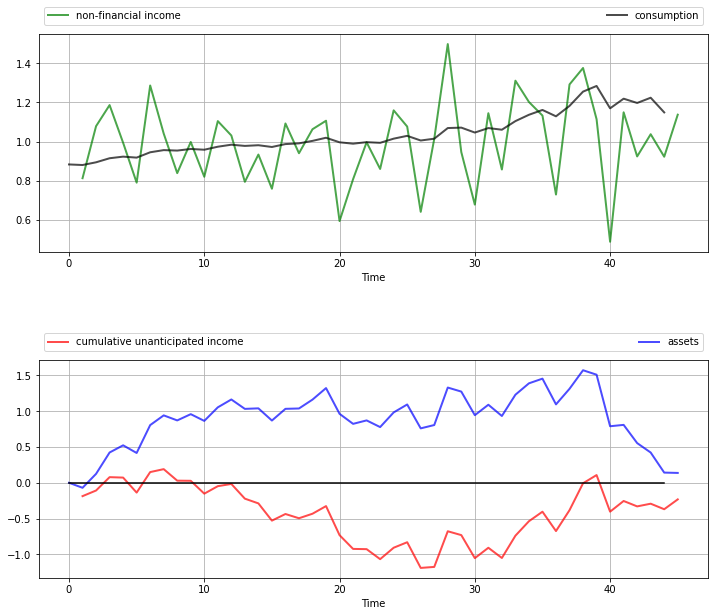 non-financial income consumption
1.4
1.2
1.0
0.8
0.6
0 10 20 30 40
Time
cumulative unanticipated income assets
1.5
1.0
0.5
0.0
−0.5
−1.0
0 10 20 30 40
Time